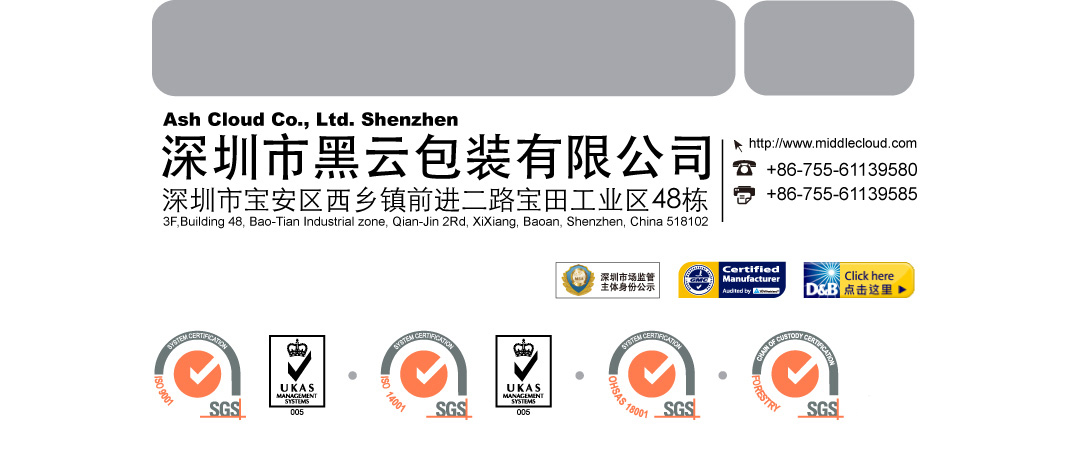 Ash Cloud Co., Ltd. Shenzhen
深圳市黑云包装有限公司
深圳市宝安区西乡镇前进二路宝田工业区48栋
3F,Building 48, Bao-Tian Industrial zone, Qian-Jin 2Rd, XiXiang, Baoan, Shenzhen, China 518102
http://www.middlecloud.com
+86-755-61139580
+86-755-61139585
深圳市场监管
主体身份公示
Certified
Manufacturer
Audited by
D&B
Click here
点击这里
SYSTEM CERTIFICATION
ISO 9001
SGS
UKAS
MANAGEMENT
SYSTEMS
005
SYSTEM CERTIFICATION
ISO 14001
SGS
UKAS
MANAGEMENT
SYSTEMS
005
SYSTEM CERTIFICATION
OHSAS 18001
SGS
CHAIN OF CUSTODY CERTIFICATION
FORESTRY
SGS